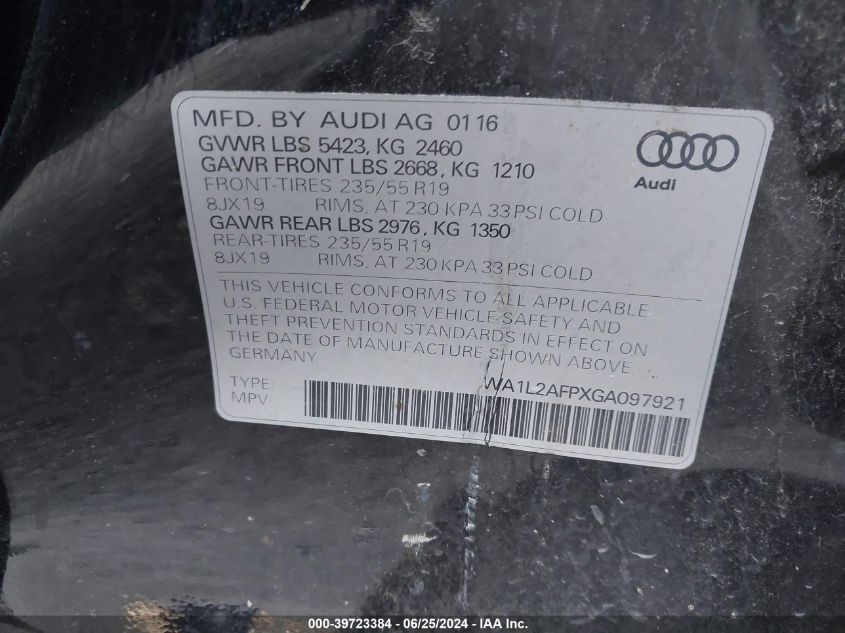 MFD. BY AUDI AG 01 16
GVWR LBS 5423, KG 2460
GAWR FRONT LBS 2668, KG 1210
FRONT-TIRES 235/55 R19
8JX19 RIMS, AT 230 KPA 33 PSI COLD
GAWR REAR LBS 2976, KG 1350
REAR-TIRES 235/55 R19
8JX19 RIMS, AT 230 KPA 33 PSI COLD
Audi
THIS VEHICLE CONFORMS TO ALL APPLICABLE
U.S. FEDERAL MOTOR VEHICLE SAFETY AND
THEFT PREVENTION STANDARDS IN EFFECT ON
THE DATE OF MANUFACTURE SHOWN ABOVE.
GERMANY
TYPE: WA1L2AFPXGA097921
MPV
000-39723384 - 06/25/2024 - IAA Inc.